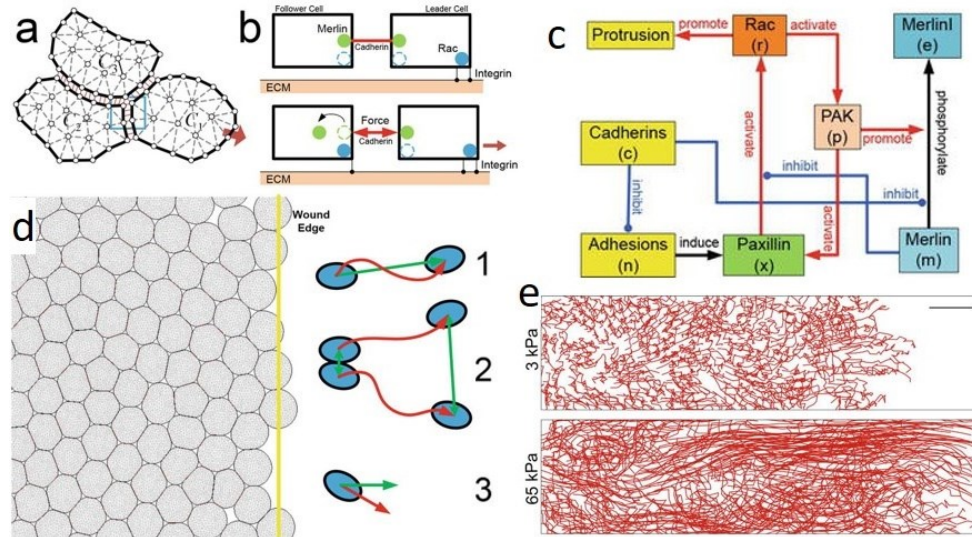 a
C₁
C₂
C
b
Follower Cell
Leader Cell
Merlin
Cadherin
Rac
Integrin
ECM
Force
Cadherin
Integrin
ECM
c
Protrusion
promote
Rac
(r)
activate
MerlinI
(e)
PAK
(p)
promote
phosphorylate
Cadherins
(c)
activate
inhibit
inhibit
inhibit
activate
Adhesions
(n)
induce
Paxillin
(x)
Merlin
(m)
d
Wound
Edge
1
2
3
e
3 kPa
65 kPa